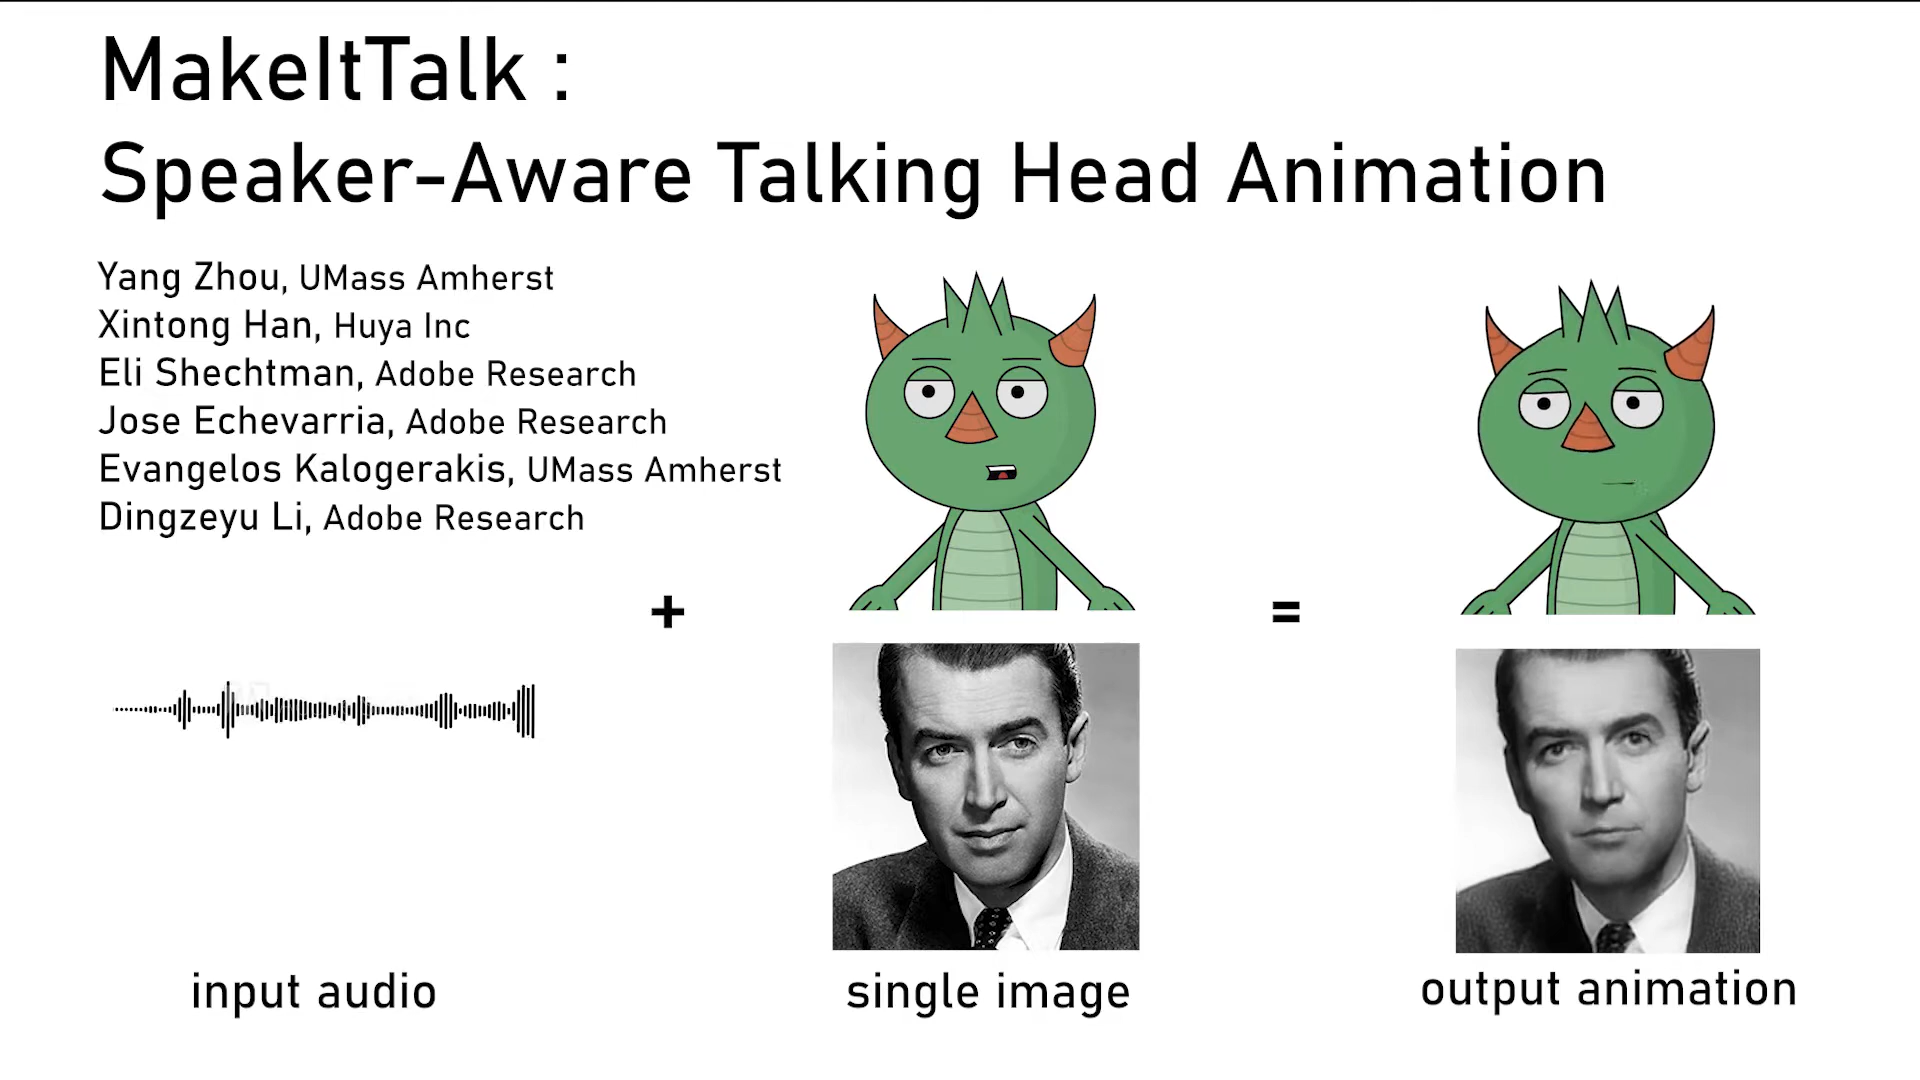 MakeItTalk :
Speaker-Aware Talking Head Animation
Yang Zhou, UMass Amherst
Xintong Han, Huya Inc
Eli Shechtman, Adobe Research
Jose Echevarria, Adobe Research
Evangelos Kalogerakis, UMass Amherst
Dingzeyu Li, Adobe Research
+
=
input audio
single image
output animation